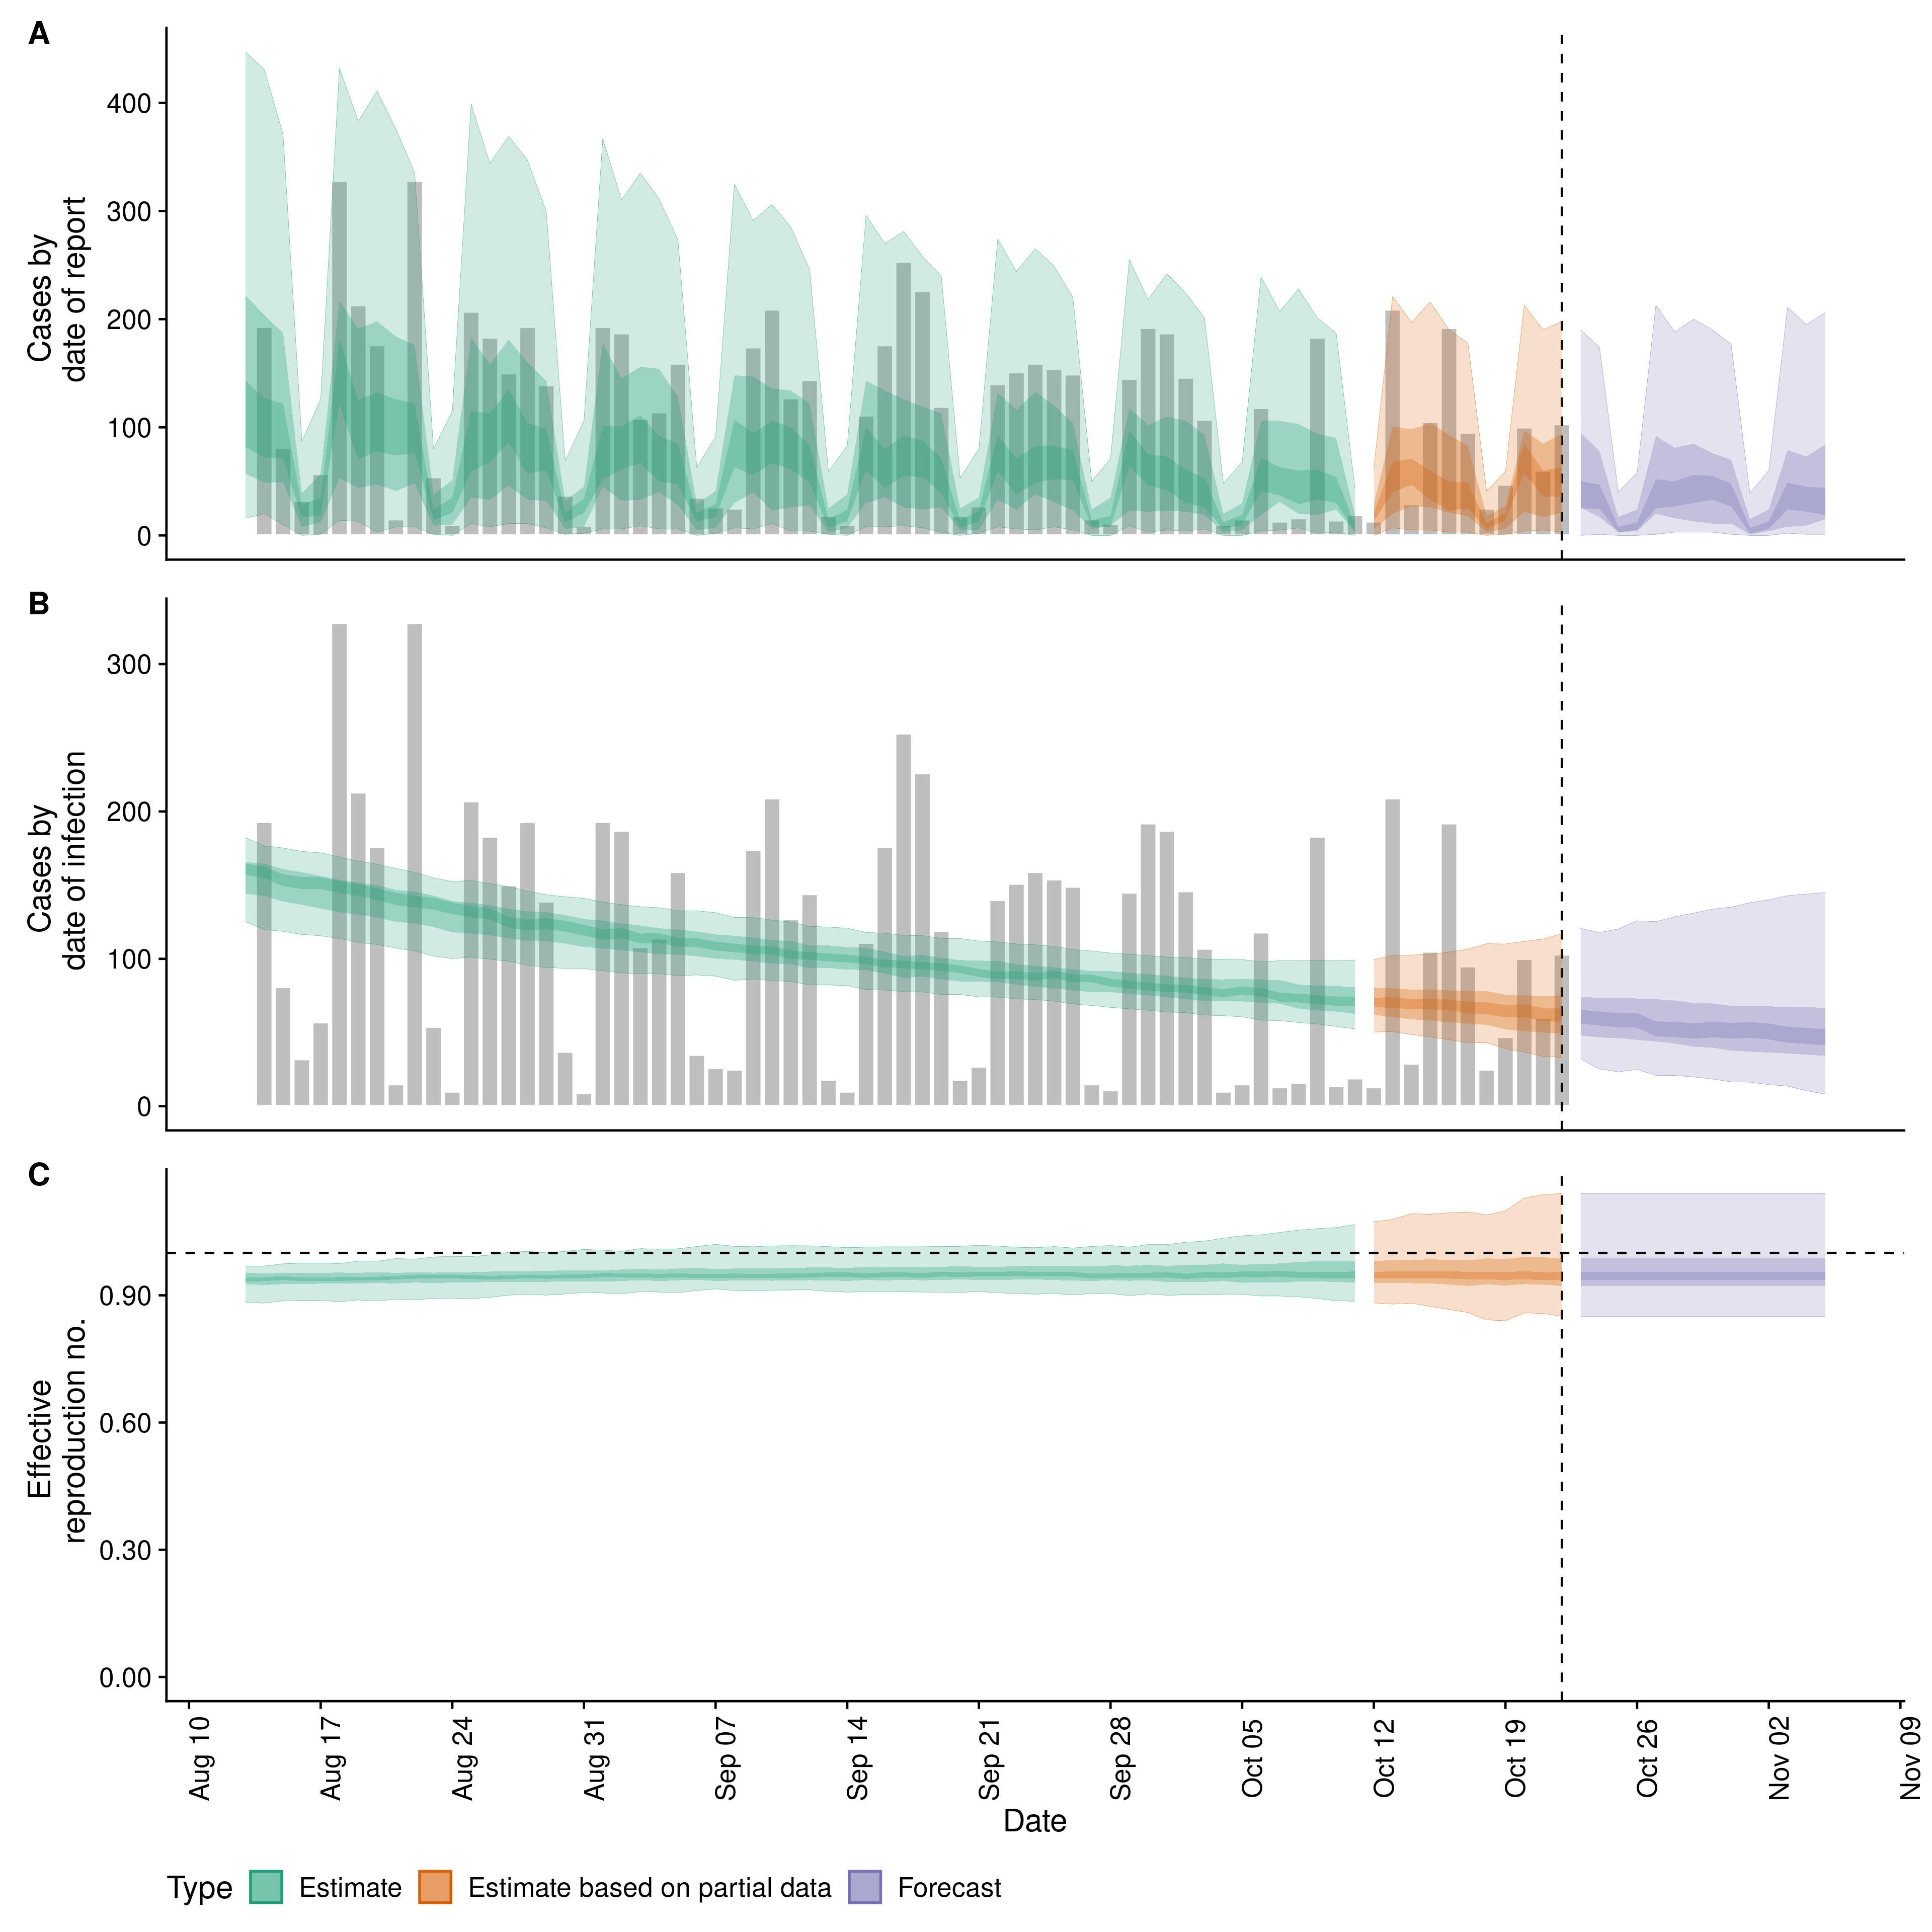 A
Cases by
date of report
400
300
200
100
0
B
Cases by
date of infection
300
200
100
0
C
Effective
reproduction no.
0.90
0.60
0.30
0.00
Aug 10
Aug 17
Aug 24
Aug 31
Sep 07
Sep 14
Sep 21
Sep 28
Oct 05
Oct 12
Oct 19
Oct 26
Nov 02
Nov 09
Date
Type Estimate Estimate based on partial data Forecast